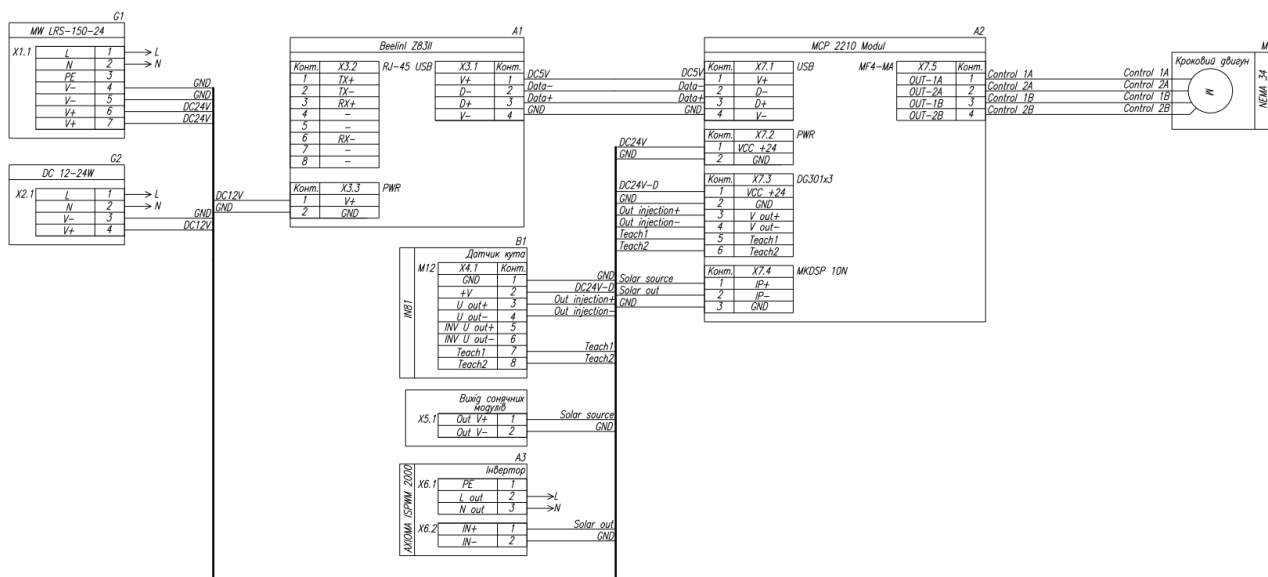 G1
MW LRS-150-24
X1.1
L 1 L
N 2 N
PE 3
V- 4 GND
V- 5 GND
V+ 6 DC24V
V+ 7 DC24V
G2
DC 12-24W
X2.1
L 1 L
N 2 N
V- 3 GND
V+ 4 DC12V
A1
Beelinl Z83II
Конт. X3.2 RJ-45
1 TX+
2 TX-
3 RX+
4 -
5 -
6 RX-
7 -
8 -
USB X3.1 Конт.
V+ 1 DC5V
D- 2 Data-
D+ 3 Data+
V- 4 GND
Конт. X3.3 PWR
DC12V 1 V+
GND 2 GND
B1
Датчик кута
IN81
M12 X4.1 Конт.
GND 1 GND
+V 2 DC24V-D
U out+ 3 Out injection+
U out- 4 Out injection-
INV U out+ 5
INV U out- 6
Teach1 7 Teach1
Teach2 8 Teach2
Вихід сонячних
модулів
X5.1
Out V+ 1 Solar source
Out V- 2 GND
A3
Інвертор
AXIOMA ISPWM 2000
X6.1
PE 1
L out 2 L
N out 3 N
X6.2
IN+ 1 Solar out
IN- 2 GND
A2
MCP 2210 Modul
Конт. X7.1 USB
DC5V 1 V+
Data- 2 D-
Data+ 3 D+
GND 4 V-
Конт. X7.2 PWR
DC24V 1 VCC +24
GND 2 GND
Конт. X7.3 DG301x3
DC24V-D 1 VCC +24
GND 2 GND
Out injection+ 3 V out+
Out injection- 4 V out-
Teach1 5 Teach1
Teach2 6 Teach2
Конт. X7.4 MKDSP 10N
Solar source 1 IP+
Solar out 2 IP-
GND 3 GND
MF4-MA X7.5 Конт.
OUT-1A 1 Control 1A Control 1A
OUT-2A 2 Control 2A Control 2A
OUT-1B 3 Control 1B Control 1B
OUT-2B 4 Control 2B Control 2B
M
Кроковий двигун
M
NEMA 34